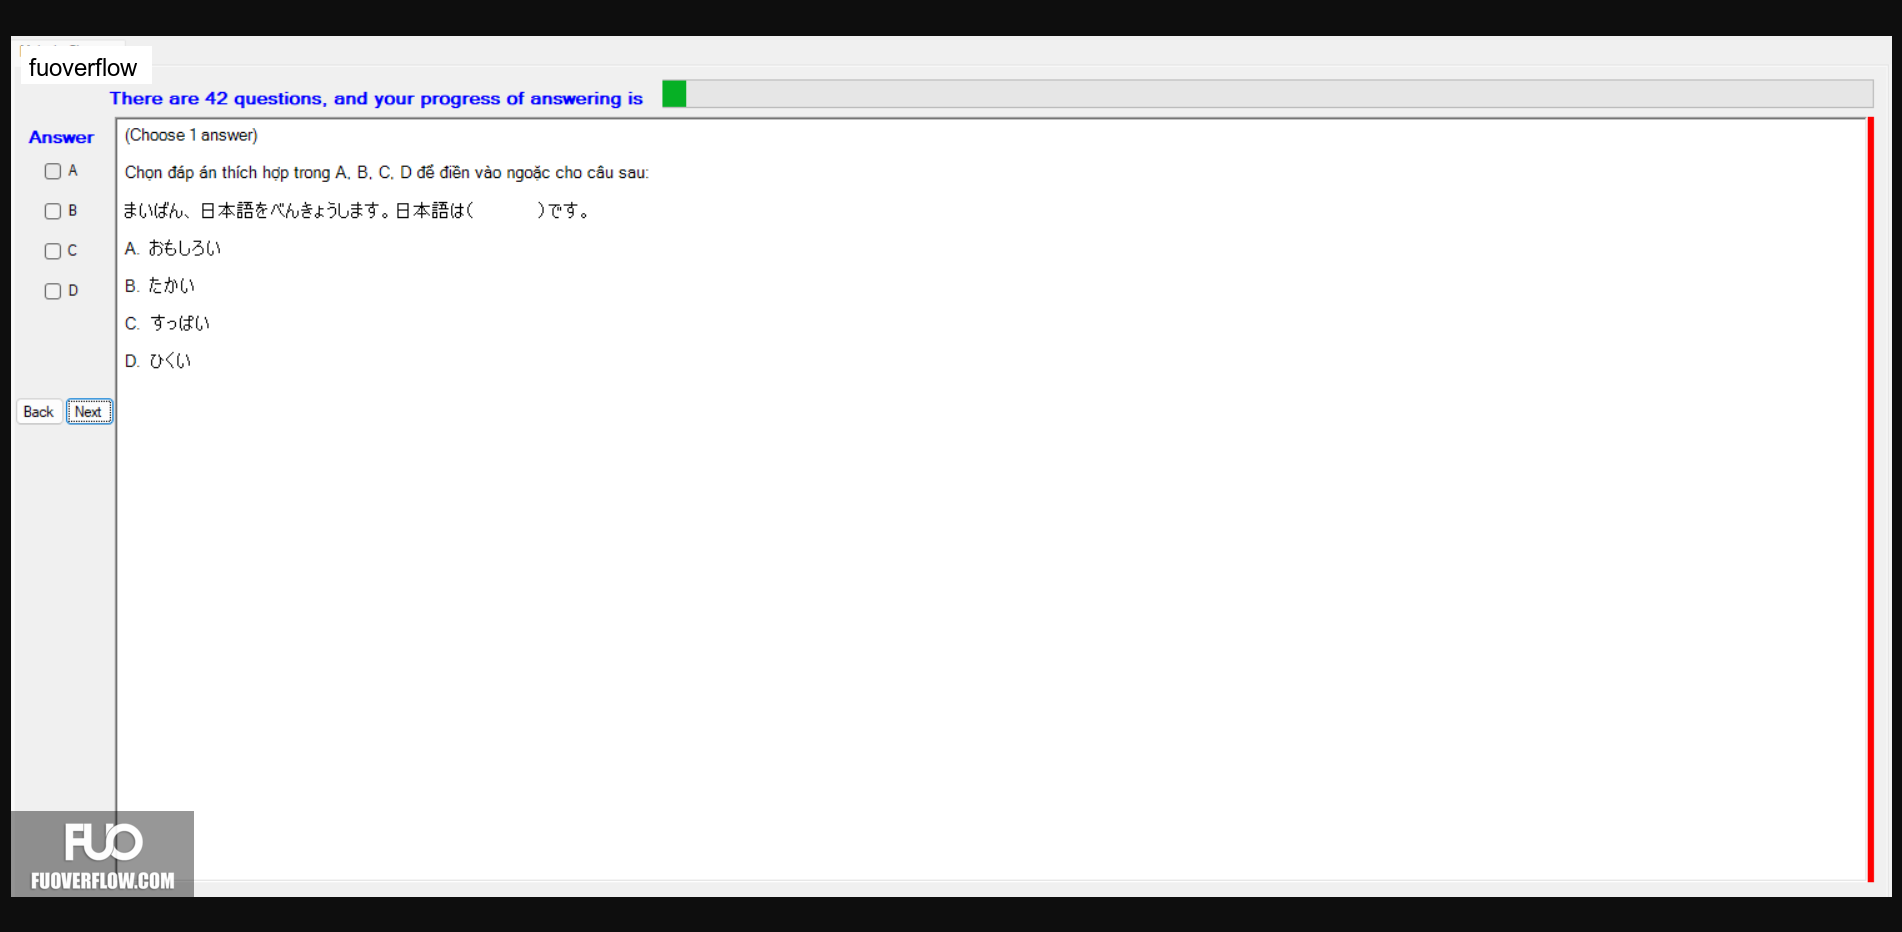 fuoverflow
There are 42 questions, and your progress of answering is
Answer
(Choose 1 answer)
A
Chọn đáp án thích hợp trong A, B, C, D để điền vào ngoặc cho câu sau:
B
まいばん、日本語をべんきょうします。日本語は( )です。
C
A. おもしろい
D
B. たかい
C. すっぱい
D. ひくい
Back Next
FUO
FUOVERFLOW.COM